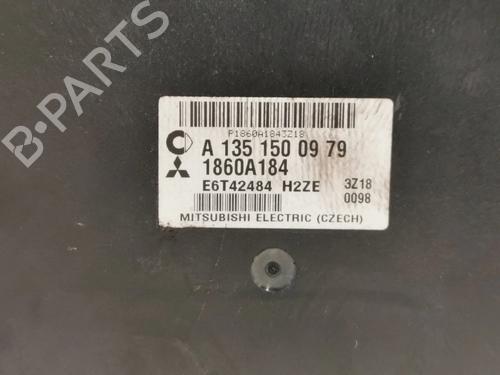 P1860A1843Z18
A 135 150 09 79
1860A184
E6T42484 H2ZE 3Z18
0098
MITSUBISHI ELECTRIC (CZECH)
B-PARTS